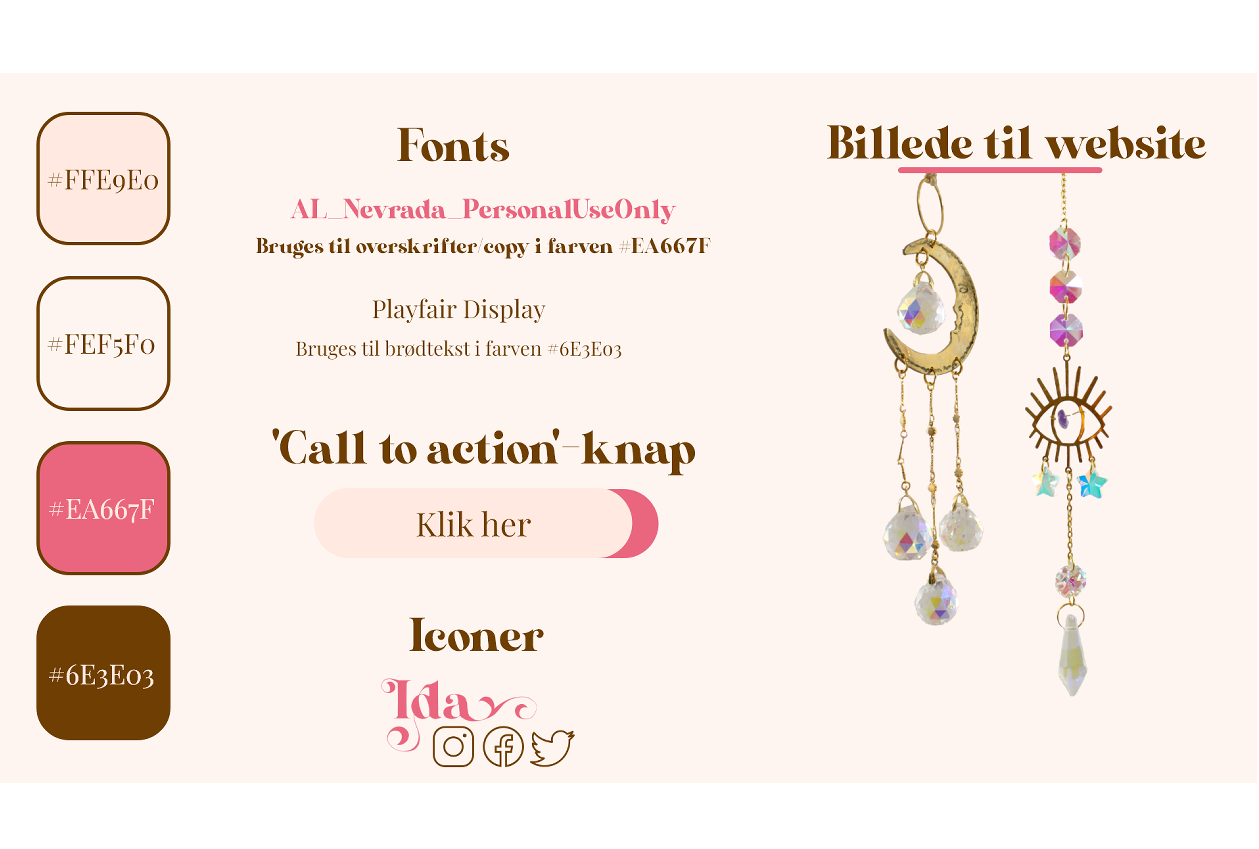 #FFE9E0
#FEF5F0
#EA667F
#6E3E03
Fonts
AL_Nevrada_PersonalUseOnly
Bruges til overskrifter/copy i farven #EA667F
Playfair Display
Bruges til brødtekst i farven #6E3E03
'Call to action'-knap
Klik her
Iconer
Ida
Billede til website